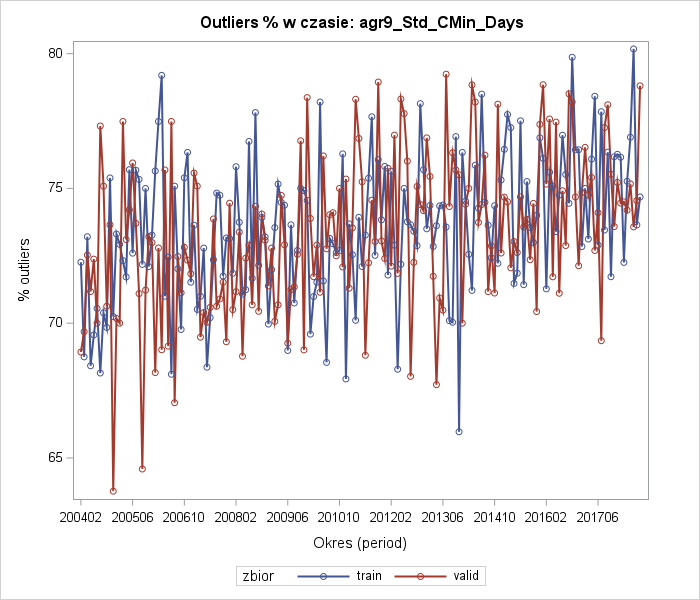 Outliers % w czasie: agr9_Std_CMin_Days
80
75
70
65
% outliers
200402 200506 200610 200802 200906 201010 201202 201306 201410 201602 201706
Okres (period)
zbior train valid